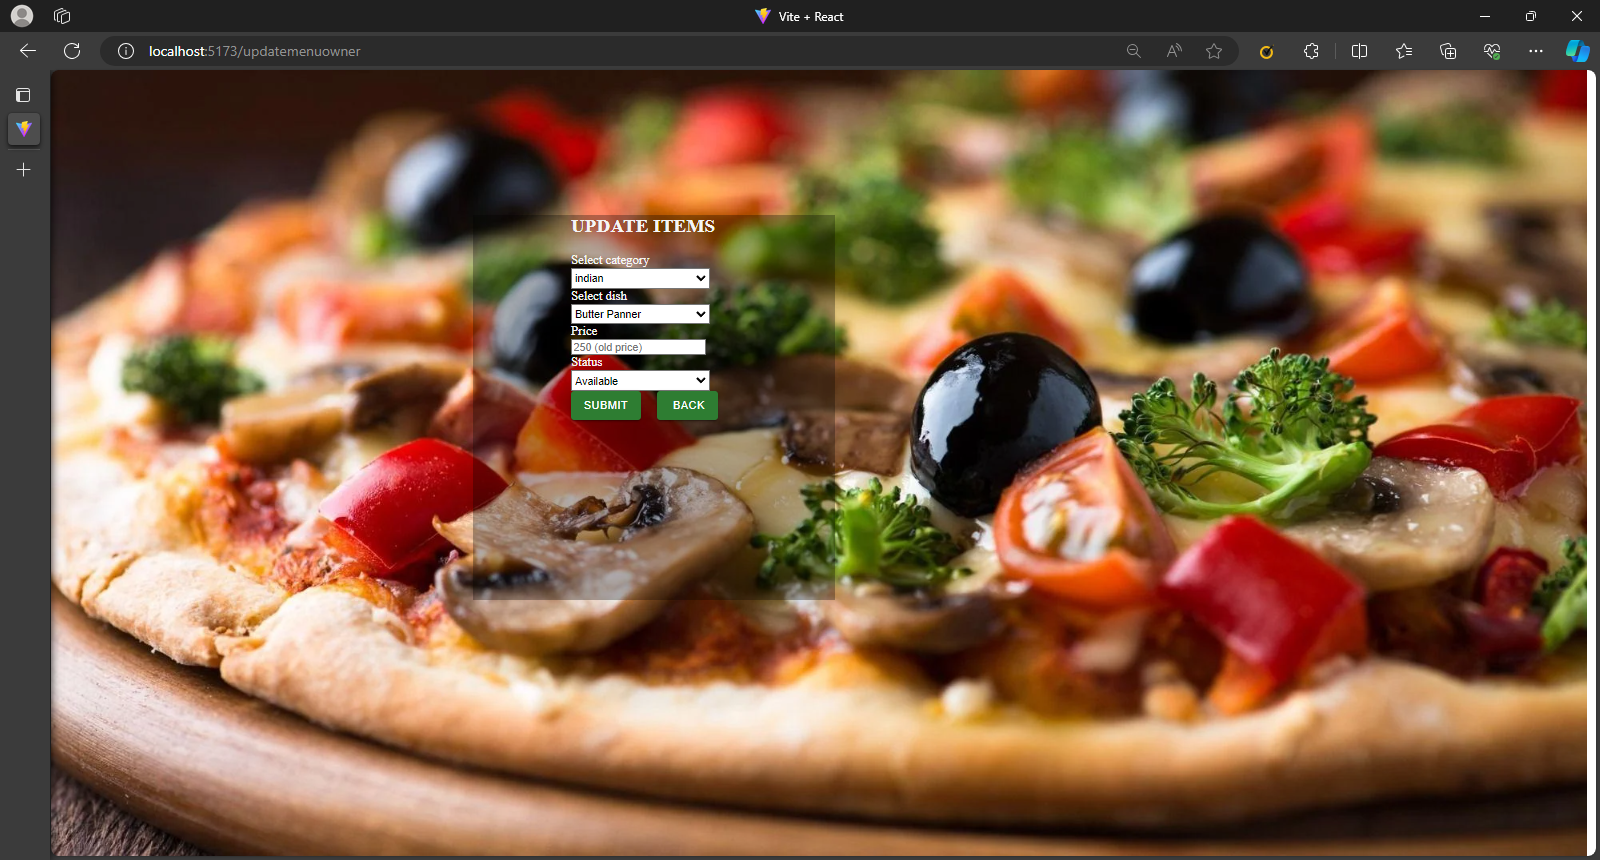 Vite + React
localhost:5173/updatemenuowner
UPDATE ITEMS
Select category
indian
Select dish
Butter Panner
Price
250 (old price)
Status
Available
SUBMIT BACK